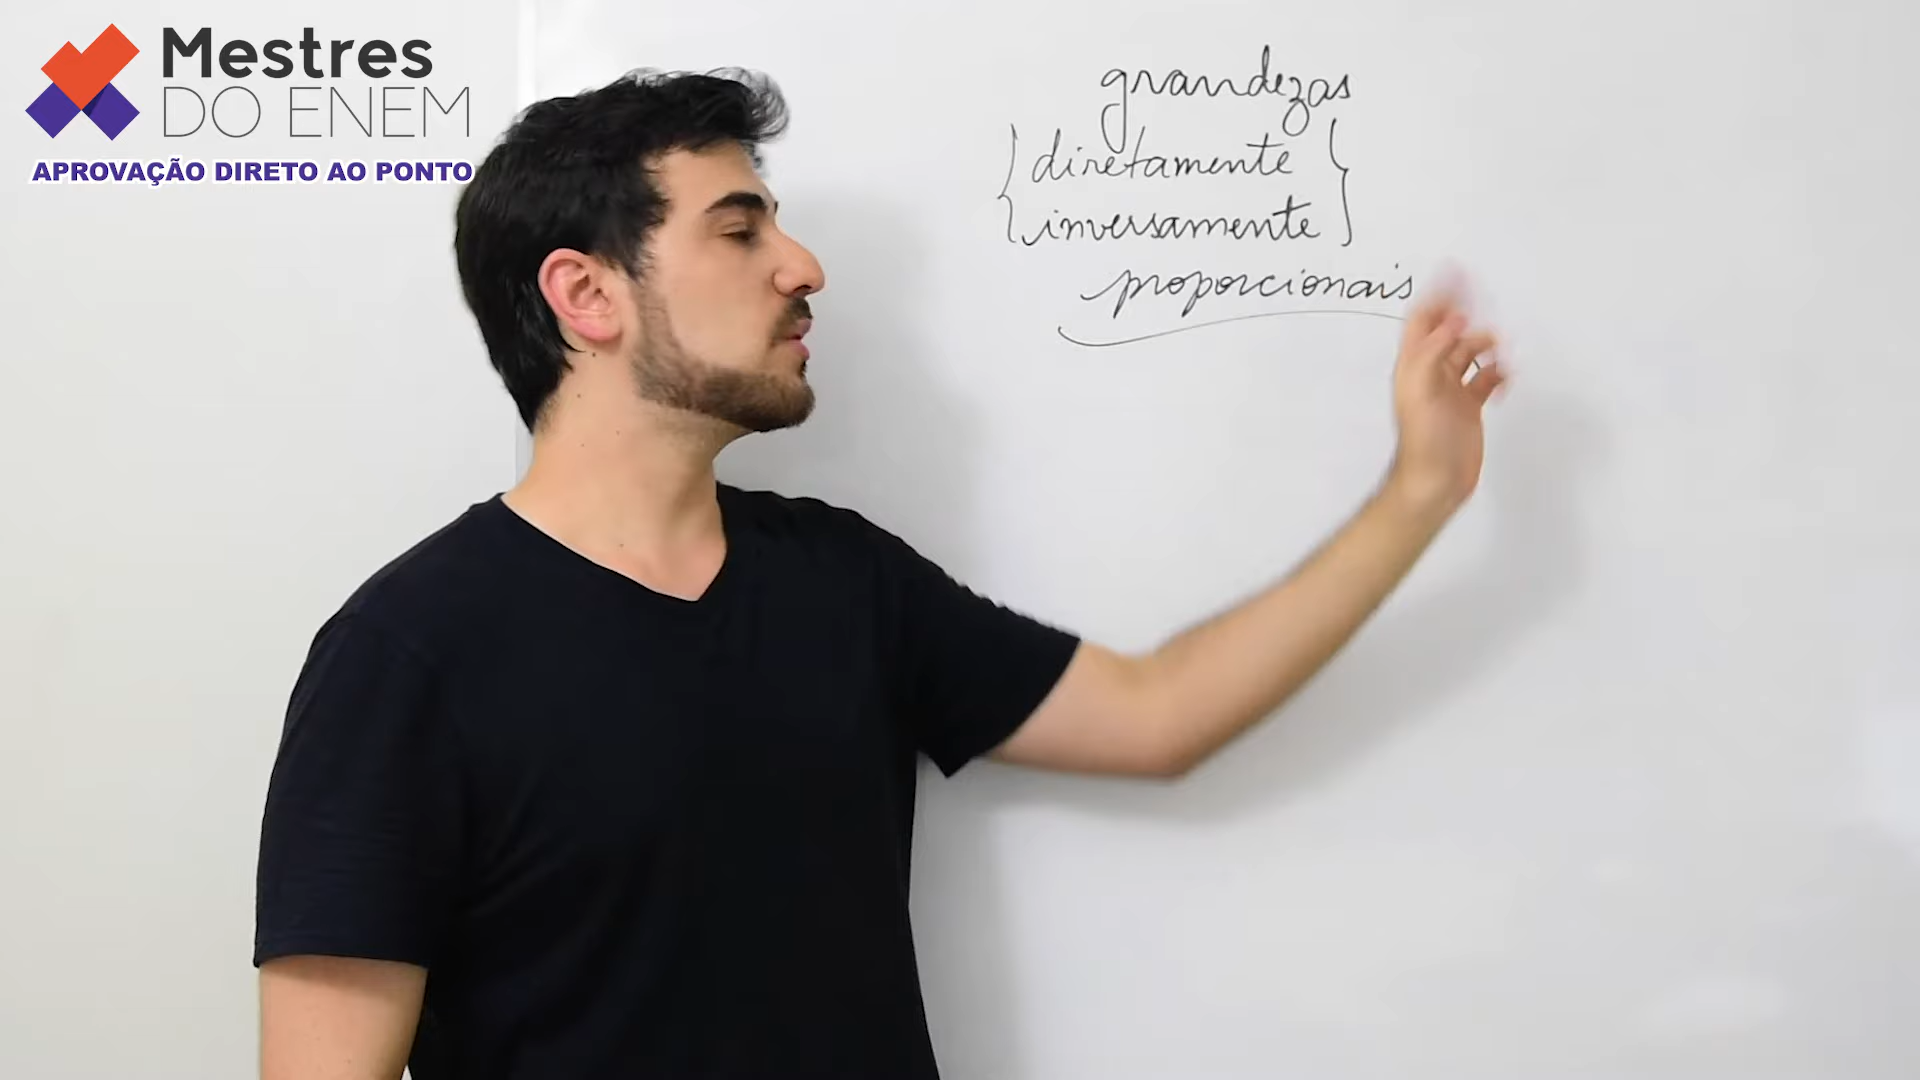 Mestres
DO ENEM
APROVAÇÃO DIRETO AO PONTO
grandezas
diretamente
inversamente
proporcionais